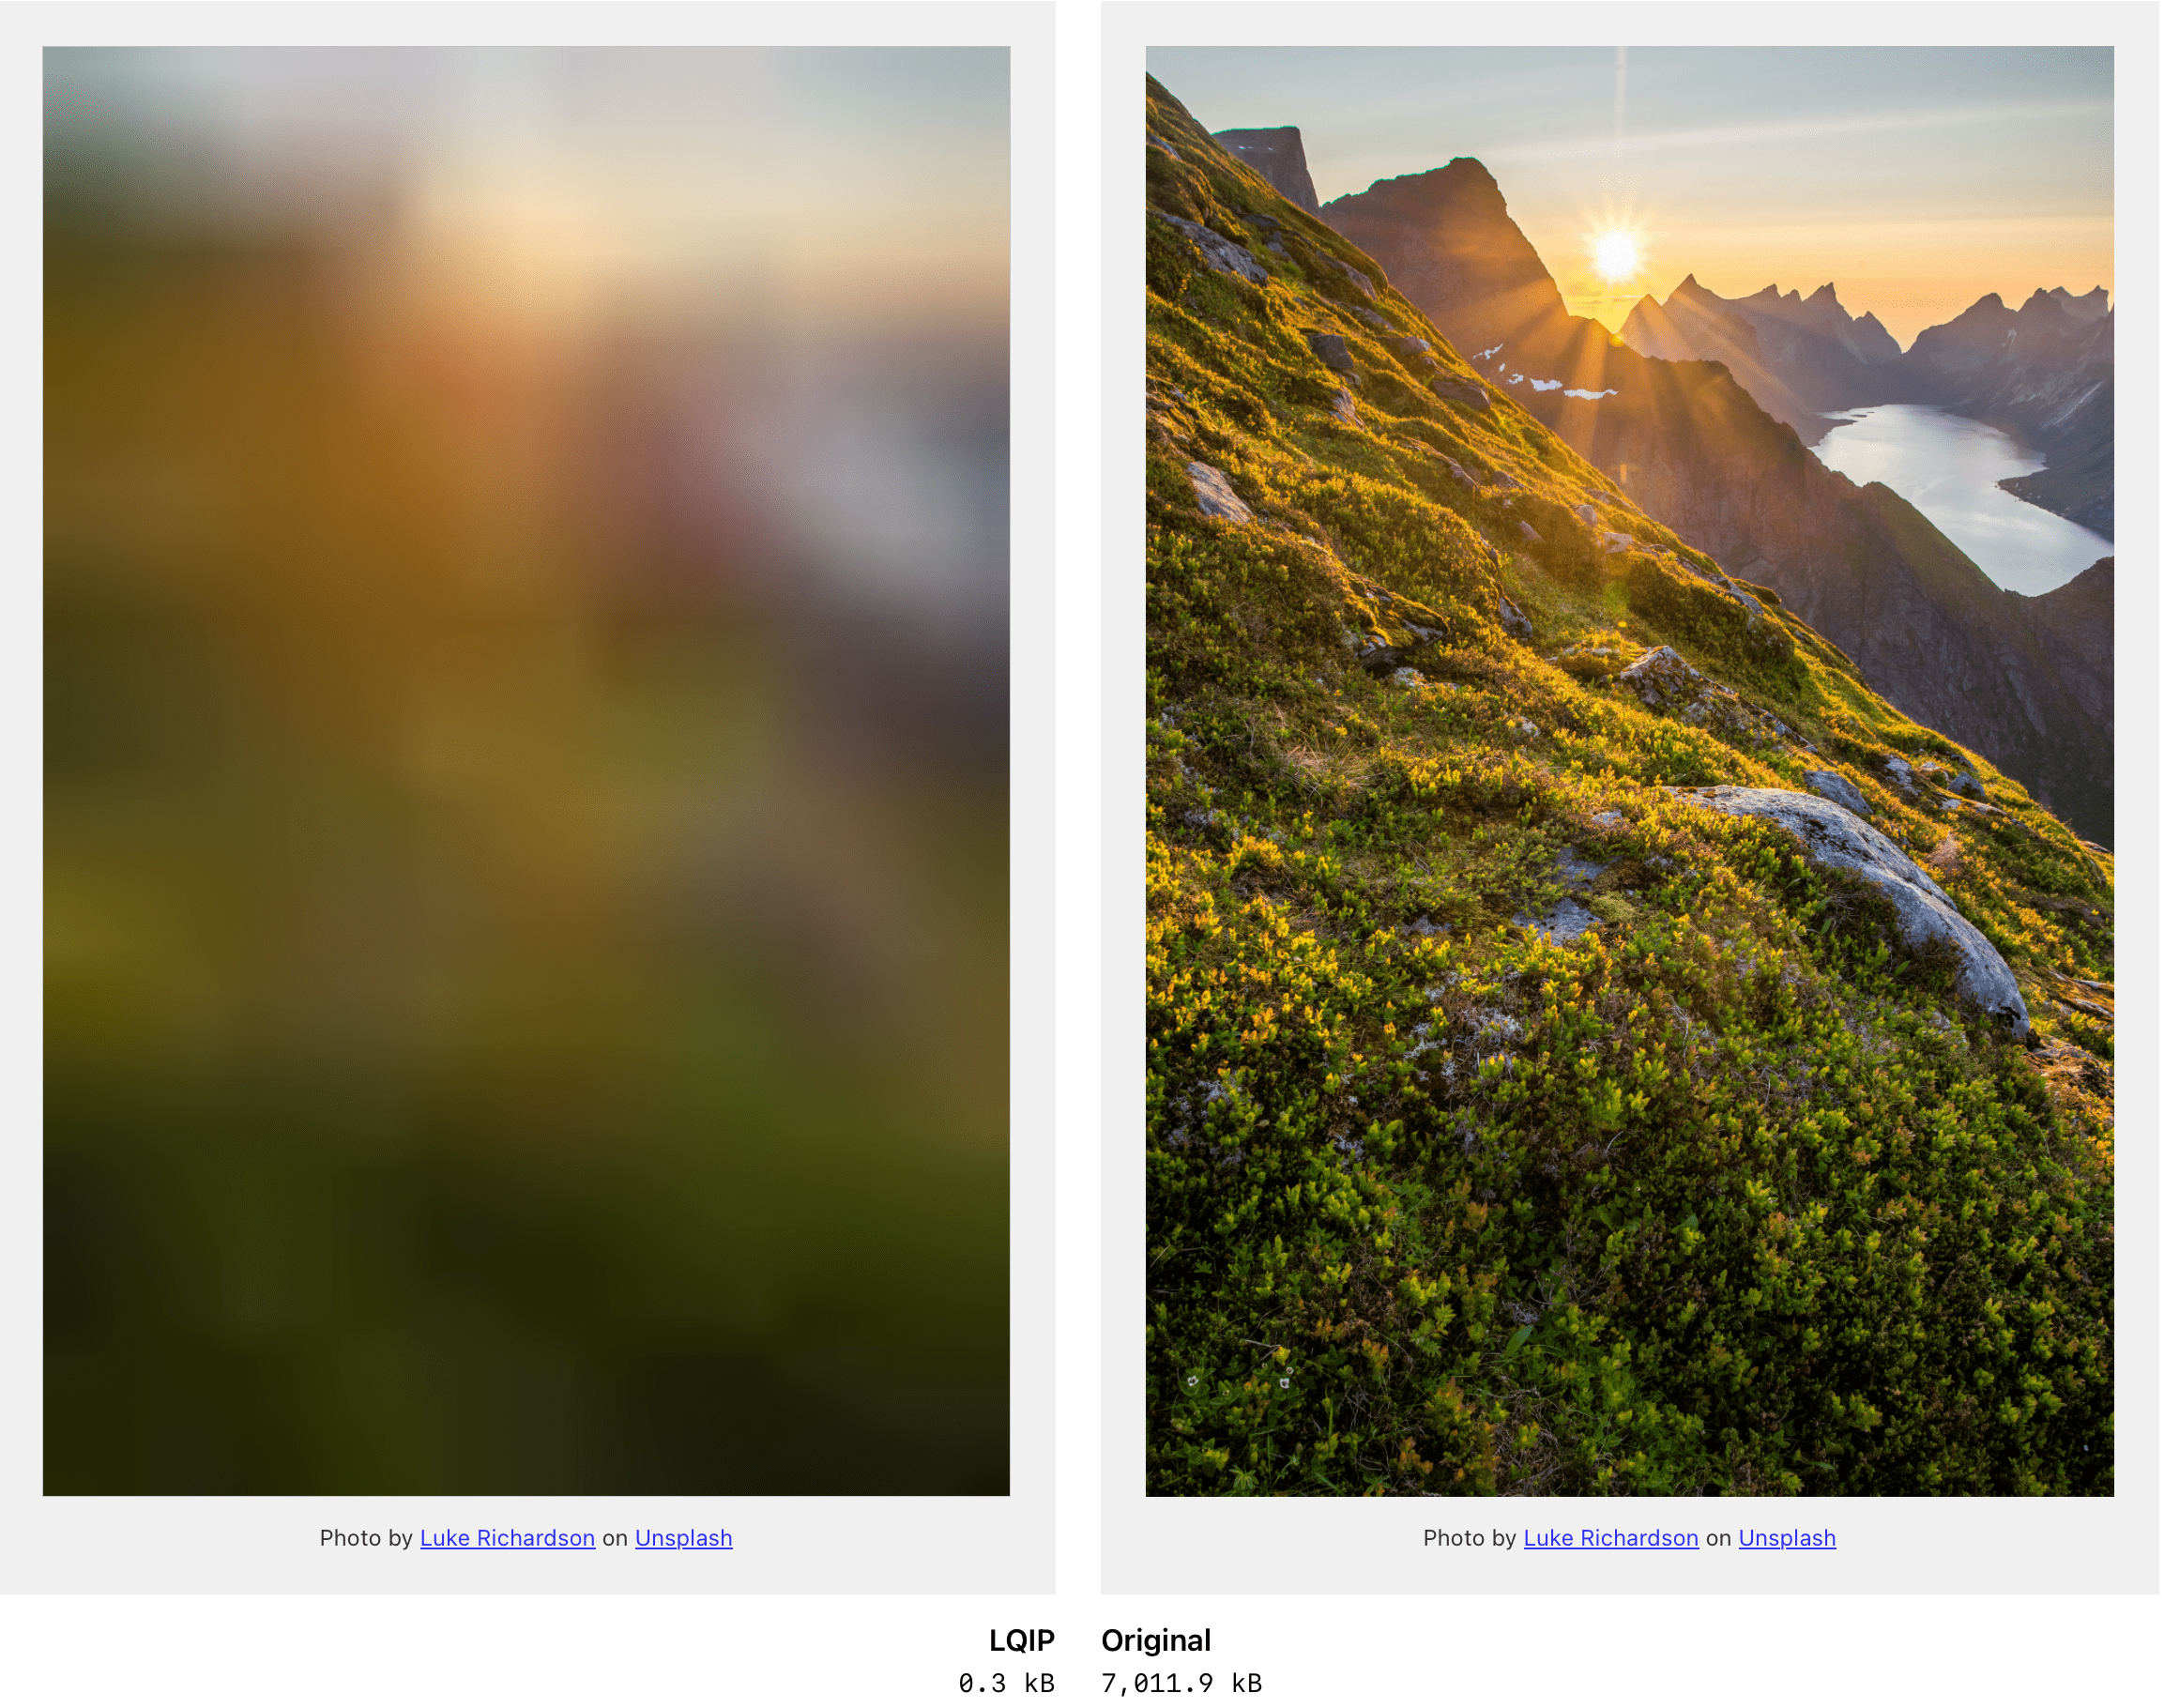 Photo by Luke Richardson on Unsplash
Photo by Luke Richardson on Unsplash
LQIP
0.3 kB
Original
7,011.9 kB